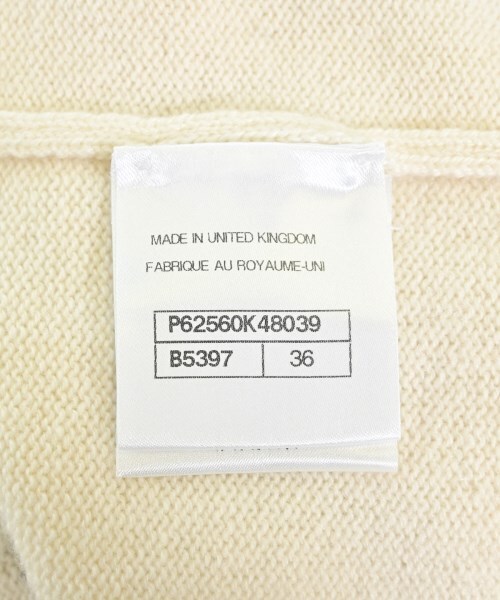 MADE IN UNITED KINGDOM
FABRIQUE AU ROYAUME-UNI
P62560K48039
B5397 36